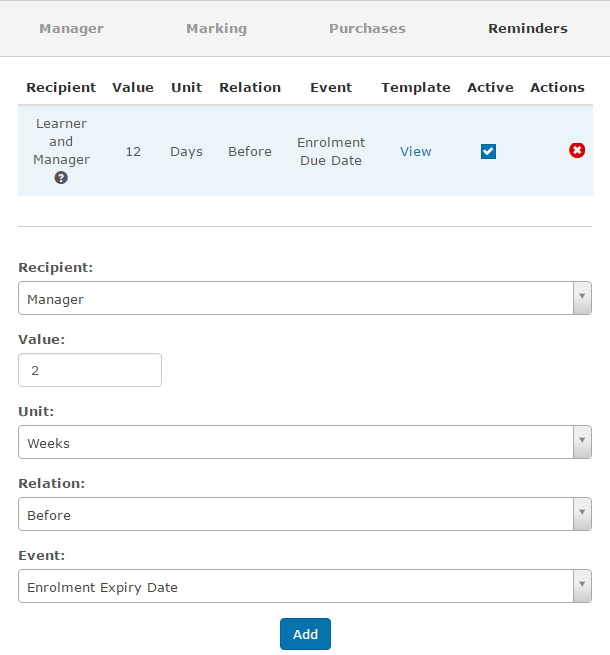 Manager Marking Purchases Reminders
Recipient Value Unit Relation Event Template Active Actions
Learner
and
Manager
12 Days Before Enrolment
Due Date View
Recipient:
Manager
Value:
2
Unit:
Weeks
Relation:
Before
Event:
Enrolment Expiry Date
Add